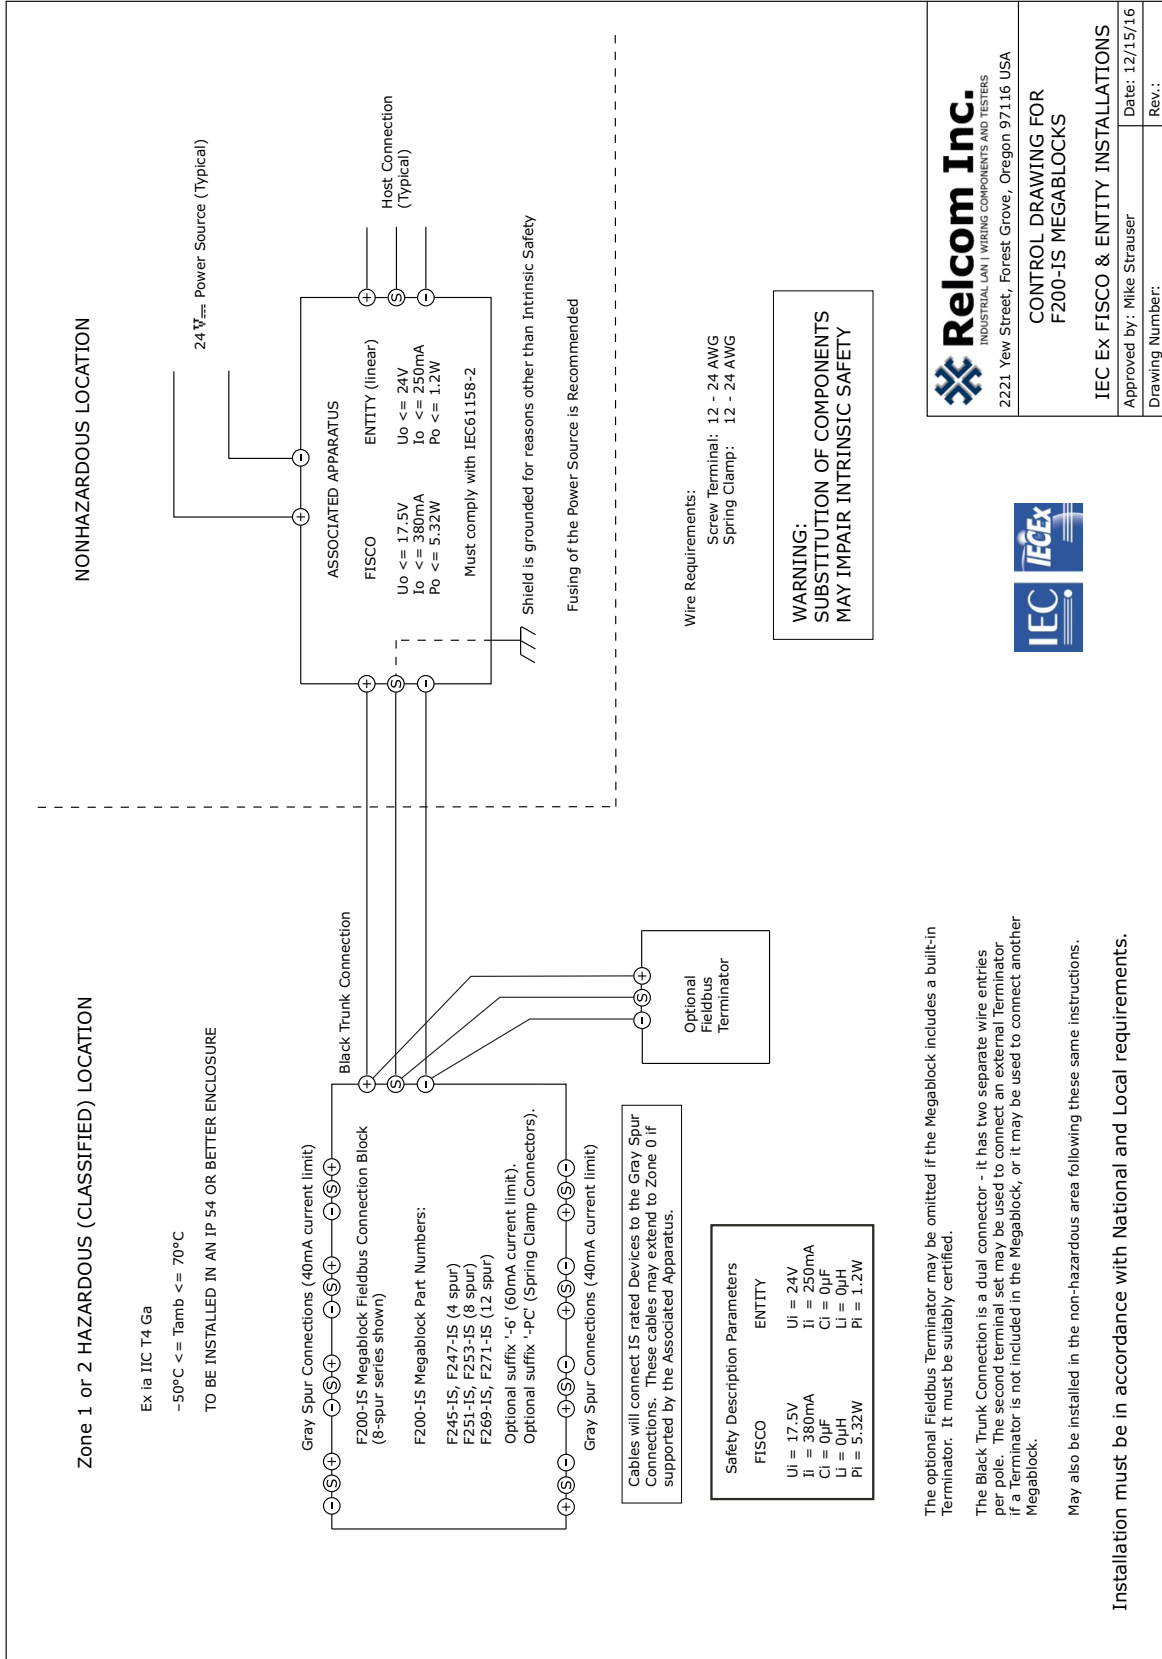 Zone 1 or 2 HAZARDOUS (CLASSIFIED) LOCATION
Ex ia IIC T4 Ga
-50°C <= Tamb <= 70°C
TO BE INSTALLED IN AN IP 54 OR BETTER ENCLOSURE
NONHAZARDOUS LOCATION
24 V Power Source (Typical)
Gray Spur Connections (40mA current limit)
- S + - S + - S + - S +
Black Trunk Connection
+
S
-
F200-IS Megablock Fieldbus Connection Block
(8-spur series shown)
F200-IS Megablock Part Numbers:
F245-IS, F247-IS (4 spur)
F251-IS, F253-IS (8 spur)
F269-IS, F271-IS (12 spur)
Optional suffix '-6' (60mA current limit).
Optional suffix '-PC' (Spring Clamp Connectors).
+ S - + S - + S - + S -
Gray Spur Connections (40mA current limit)
+ -
ASSOCIATED APPARATUS
FISCO
Uo <= 17.5V
Io <= 380mA
Po <= 5.32W
ENTITY (linear)
Uo <= 24V
Io <= 250mA
Po <= 1.2W
Must comply with IEC61158-2
+
S
-
+
S
-
Host Connection
(Typical)
Shield is grounded for reasons other than Intrinsic Safety
Fusing of the Power Source is Recommended
- S +
Optional
Fieldbus
Terminator
Cables will connect IS rated Devices to the Gray Spur
Connections. These cables may extend to Zone 0 if
supported by the Associated Apparatus.
Safety Description Parameters
FISCO
Ui = 17.5V
Ii = 380mA
Ci = 0µF
Li = 0µH
Pi = 5.32W
ENTITY
Ui = 24V
Ii = 250mA
Ci = 0µF
Li = 0µH
Pi = 1.2W
Wire Requirements:
Screw Terminal: 12 - 24 AWG
Spring Clamp: 12 - 24 AWG
WARNING:
SUBSTITUTION OF COMPONENTS
MAY IMPAIR INTRINSIC SAFETY
The optional Fieldbus Terminator may be omitted if the Megablock includes a built-in
Terminator. It must be suitably certified.
The Black Trunk Connection is a dual connector - it has two separate wire entries
per pole. The second terminal set may be used to connect an external Terminator
if a Terminator is not included in the Megablock, or it may be used to connect another
Megablock.
May also be installed in the non-hazardous area following these same instructions.
Installation must be in accordance with National and Local requirements.
IEC IECEx
Relcom Inc.
INDUSTRIAL LAN | WIRING COMPONENTS AND TESTERS
2221 Yew Street, Forest Grove, Oregon 97116 USA
CONTROL DRAWING FOR
F200-IS MEGABLOCKS
IEC Ex FISCO & ENTITY INSTALLATIONS
Approved by: Mike Strauser
Date: 12/15/16
Drawing Number:
Rev.: